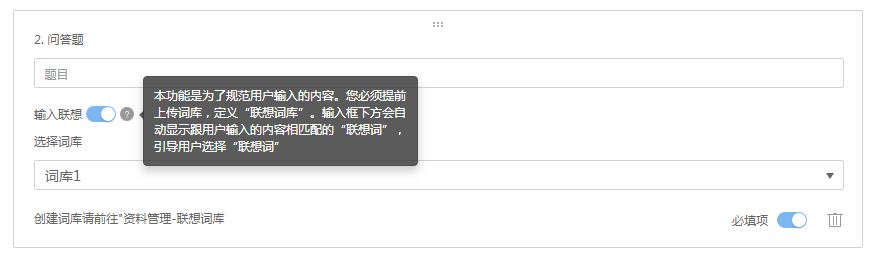 2. 问答题
题目
输入联想 ?
本功能是为了规范用户输入的内容。您必须提前
上传词库，定义“联想词库”。输入框下方会自
动显示跟用户输入的内容相匹配的“联想词”，
引导用户选择“联想词”
选择词库
词库1
创建词库请前往"资料管理-联想词库
必填项